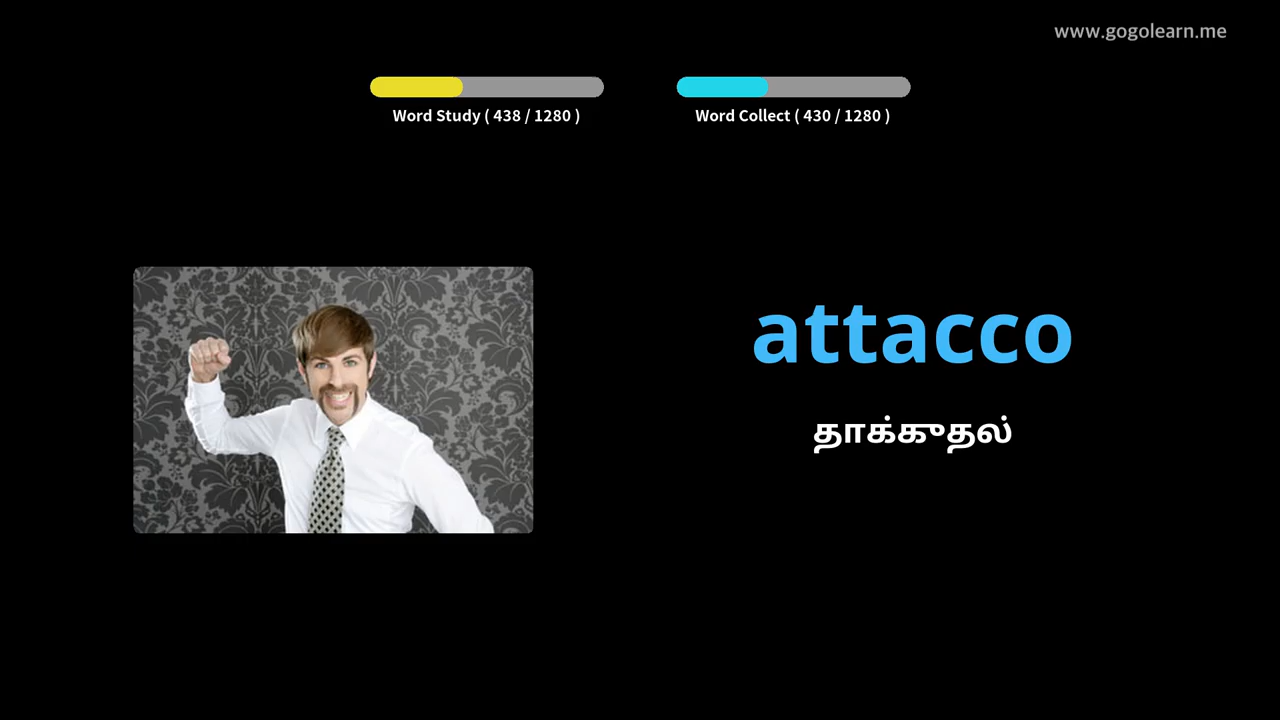 www.gogolearn.me
Word Study ( 438 / 1280 )
Word Collect ( 430 / 1280 )
attacco
தாக்குதல்